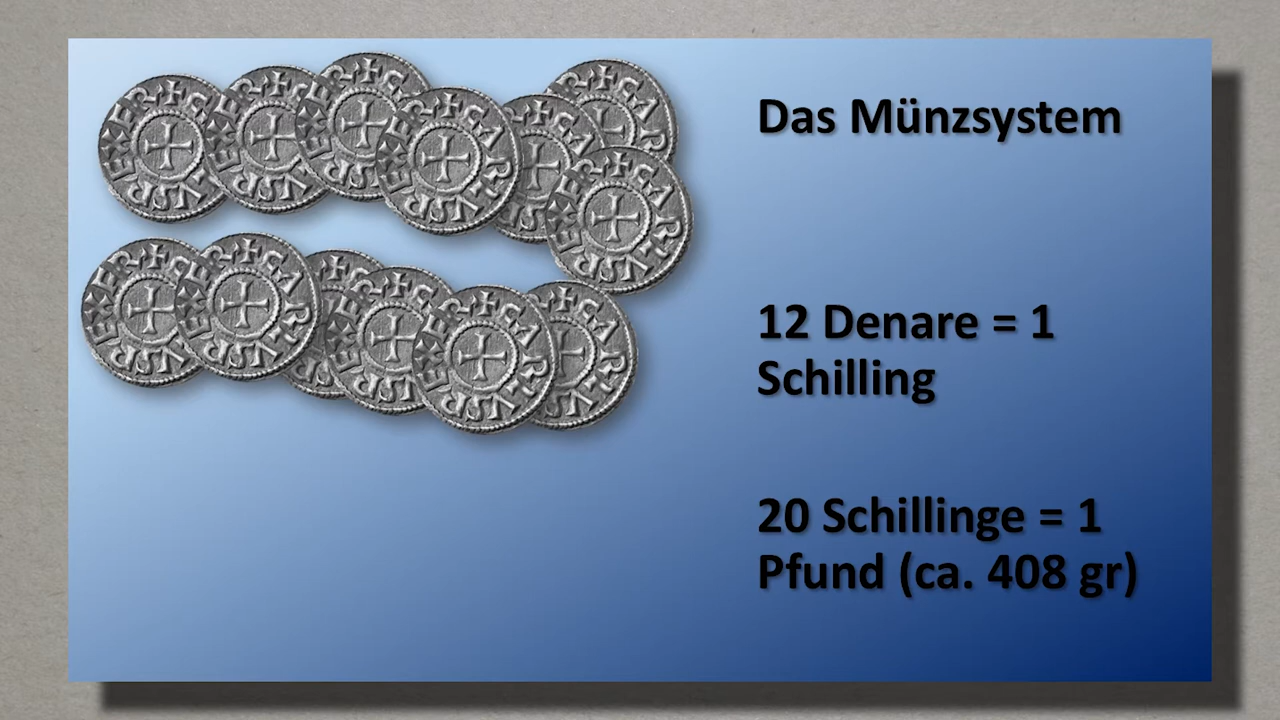 Das Münzsystem
12 Denare = 1
Schilling
20 Schillinge = 1
Pfund (ca. 408 gr)